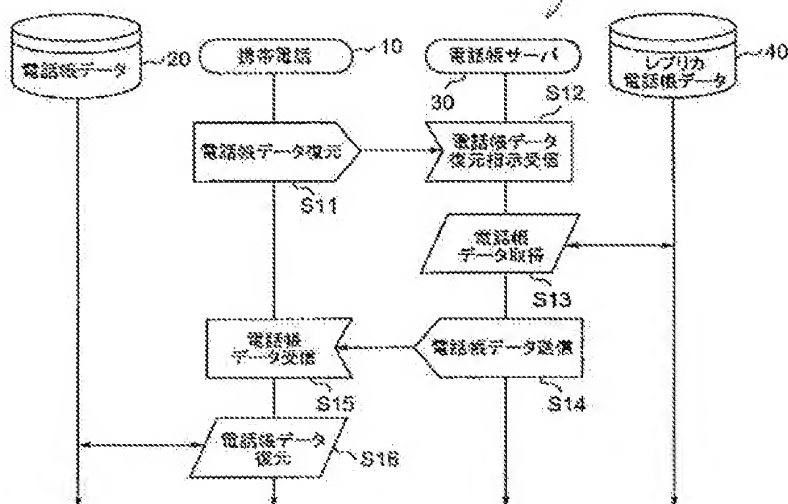 電話帳データ
20
携帯電話
10
電話帳サーバ
30
レプリカ
電話帳データ
40
S12
電話帳データ復元
S11
電話帳データ
復元指示受信
電話帳
データ取得
S13
電話帳
データ受信
S15
電話帳データ送信
S14
電話帳データ
復元
S16